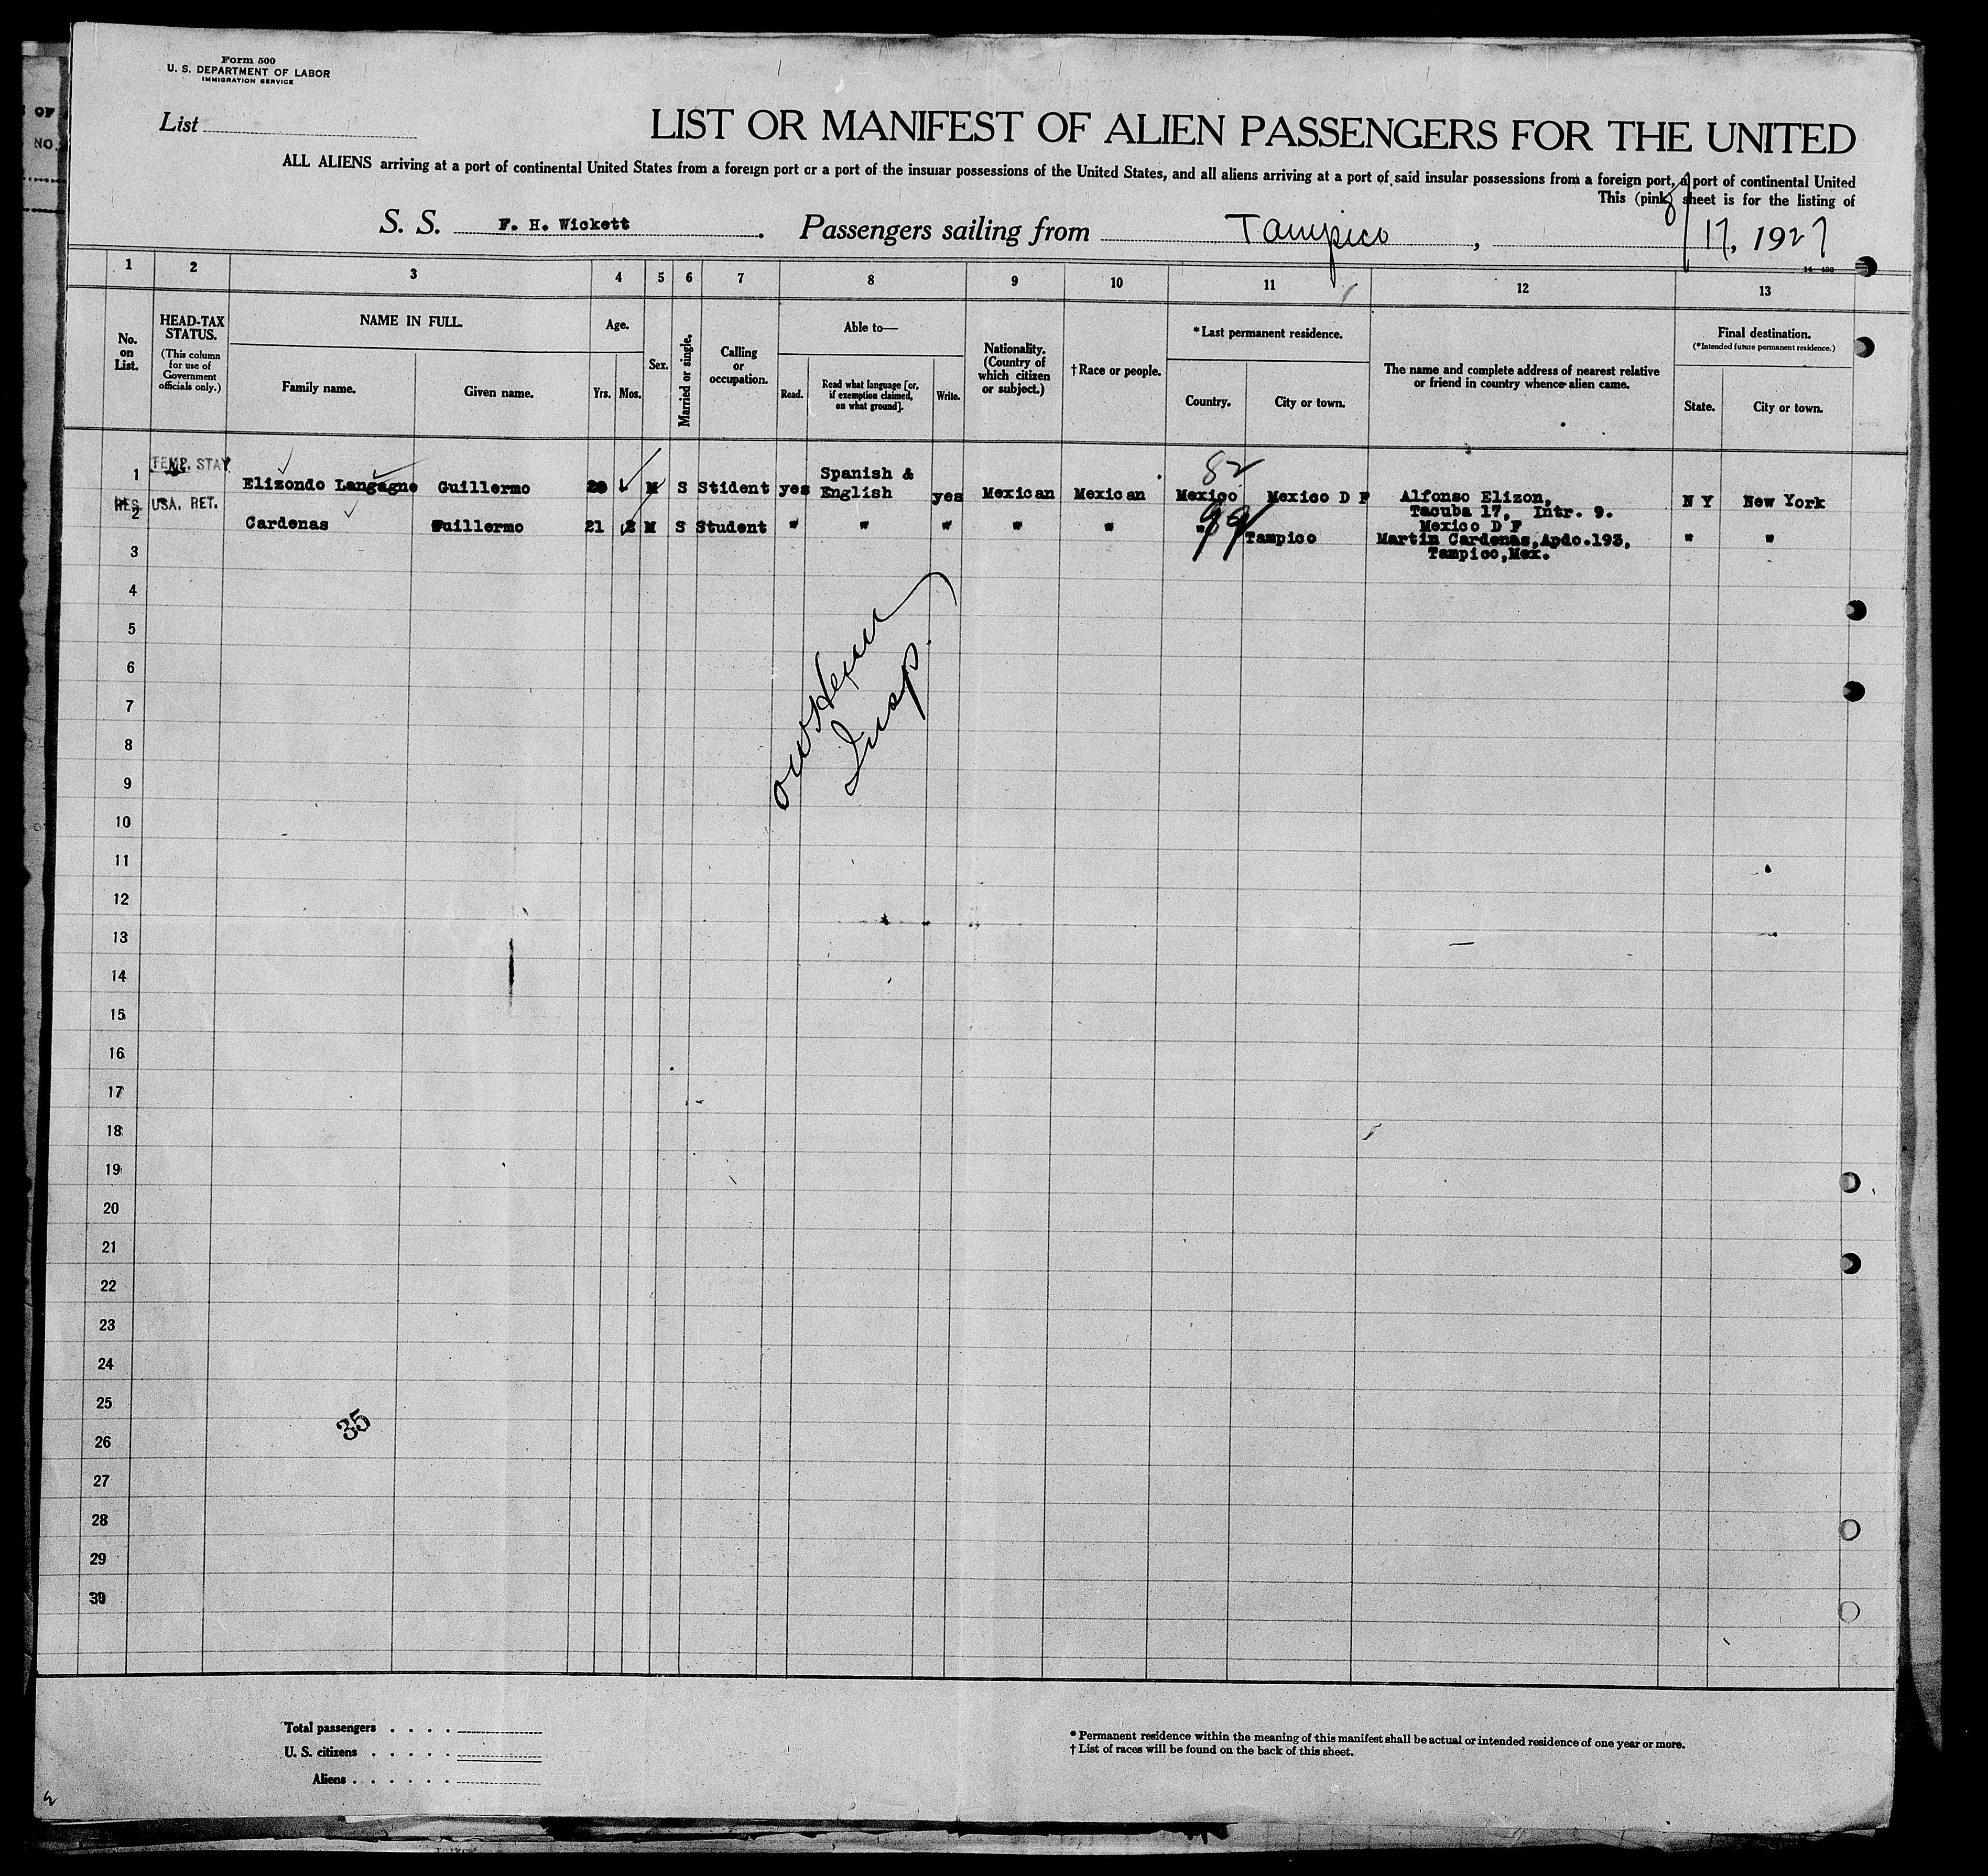 OF
NO.
Form 500
U. S. DEPARTMENT OF LABOR
IMMIGRATION SERVICE
List
LIST OR MANIFEST OF ALIEN PASSENGERS FOR THE UNITED
ALL ALIENS arriving at a port of continental United States from a foreign port or a port of the insular possessions of the United States, and all aliens arriving at a port of said insular possessions from a foreign port, a port of continental United
This (pink) sheet is for the listing of
S. S. F. H. Wickett. Passengers sailing from Tampico, 17, 1927
1 2 3 4 5 6 7 8 9 10 11 12 13
No. on List.
HEAD-TAX STATUS.
(This column for use of Government officials only.)
NAME IN FULL.
Family name.
Given name.
Age.
Yrs. Mos.
Sex.
Married or single.
Calling or occupation.
Able to—
Read.
Read what language [or, if exemption claimed, on what ground].
Write.
Nationality. (Country of which citizen or subject.)
†Race or people.
*Last permanent residence.
Country.
City or town.
The name and complete address of nearest relative or friend in country whence alien came.
Final destination.
(*Intended future permanent residence.)
State.
City or town.
TEMP. STAY
82
1 Elizondo Langagne Guillermo 20 M S Stident yes Spanish & English yes Mexican Mexican Mexico Mexico D F Alfonso Elizon, Tacuba 17, Intr. 9. Mexico D F N Y New York
RES. USA. RET.
99
2 Cardenas Guillermo 21 2 M S Student " " " " " " Tampico Martin Cardenas,Apdo.193, Tampico,Mex. " "
3
4
5
6
7
8
9
10
11
12
13
14
15
16
17
18
19
20
21
22
23
24
25
26
27
28
29
30
Insp.
35
Total passengers . . . .
U. S. citizens . . . . .
Aliens . . . . . .
* Permanent residence within the meaning of this manifest shall be actual or intended residence of one year or more.
† List of races will be found on the back of this sheet.